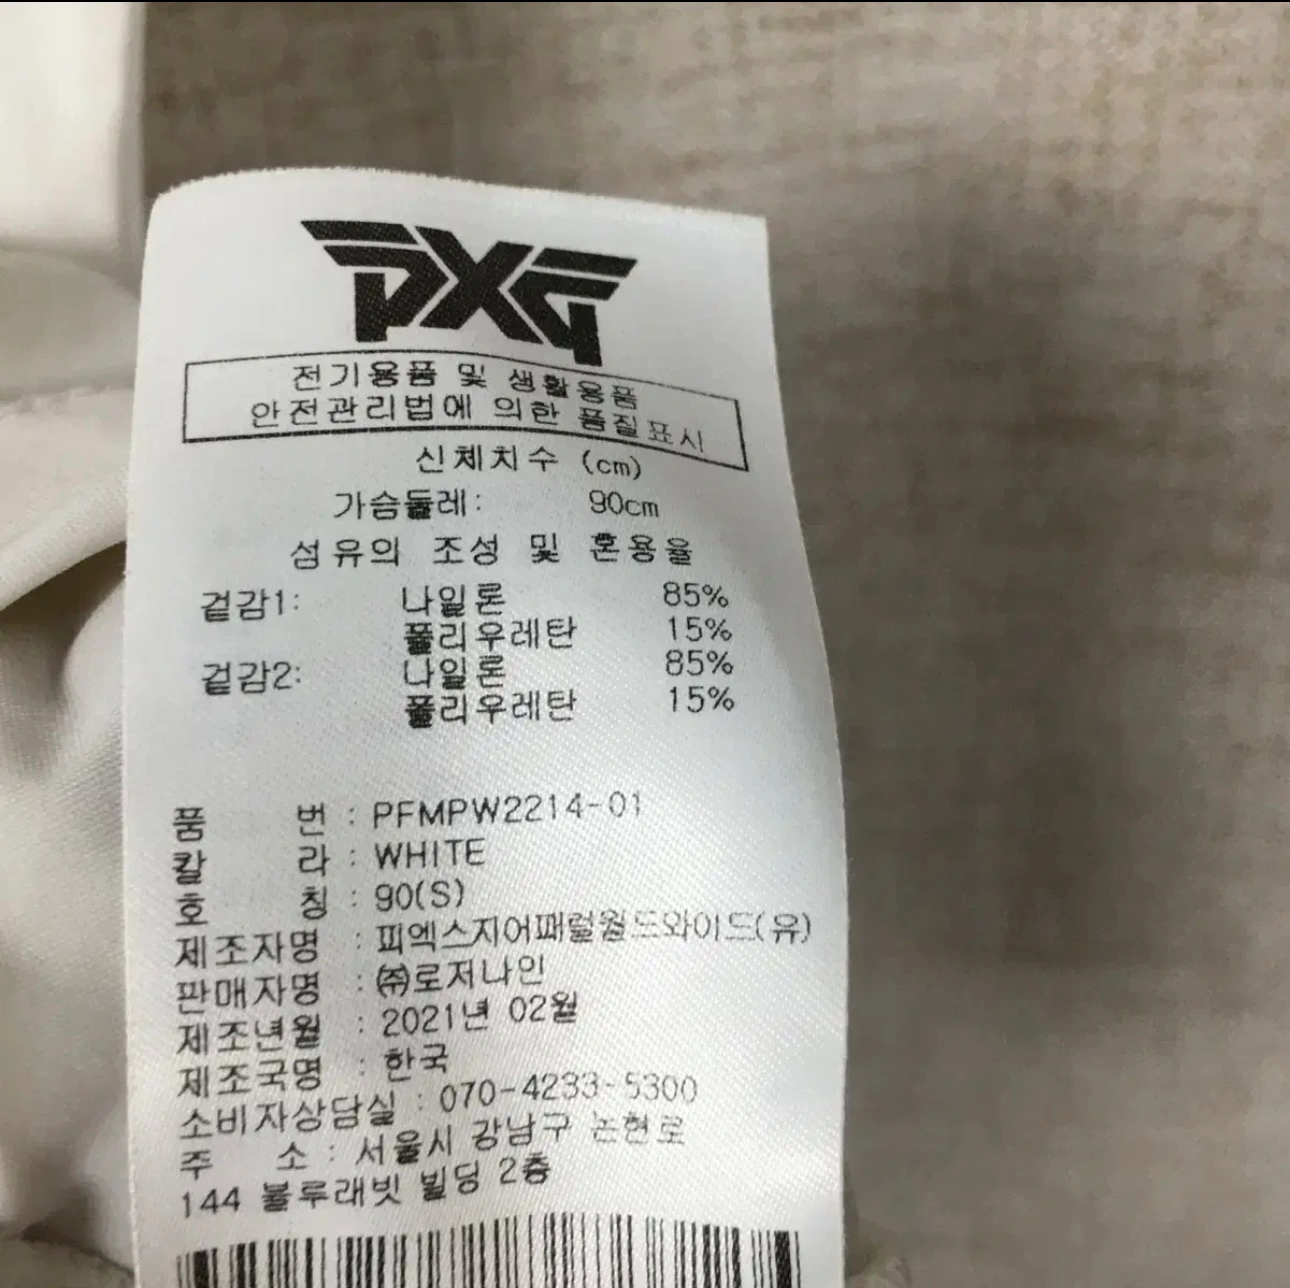 PXG
전기용품 및 생활용품
안전관리법에 의한 품질표시
신체치수 (cm)
가슴둘레: 90cm
섬유의 조성 및 혼용율
겉감1: 나일론 85%
폴리우레탄 15%
겉감2: 나일론 85%
폴리우레탄 15%
품 번 : PFMPW2214-01
칼 라 : WHITE
호 칭 : 90(S)
제조자명 : 피엑스지어패럴월드와이드(유)
판매자명 : ㈜로저나인
제조년월 : 2021년 02월
제조국명 : 한국
소비자상담실 : 070-4233-5300
주 소 : 서울시 강남구 논현로
144 블루래빗 빌딩 2층